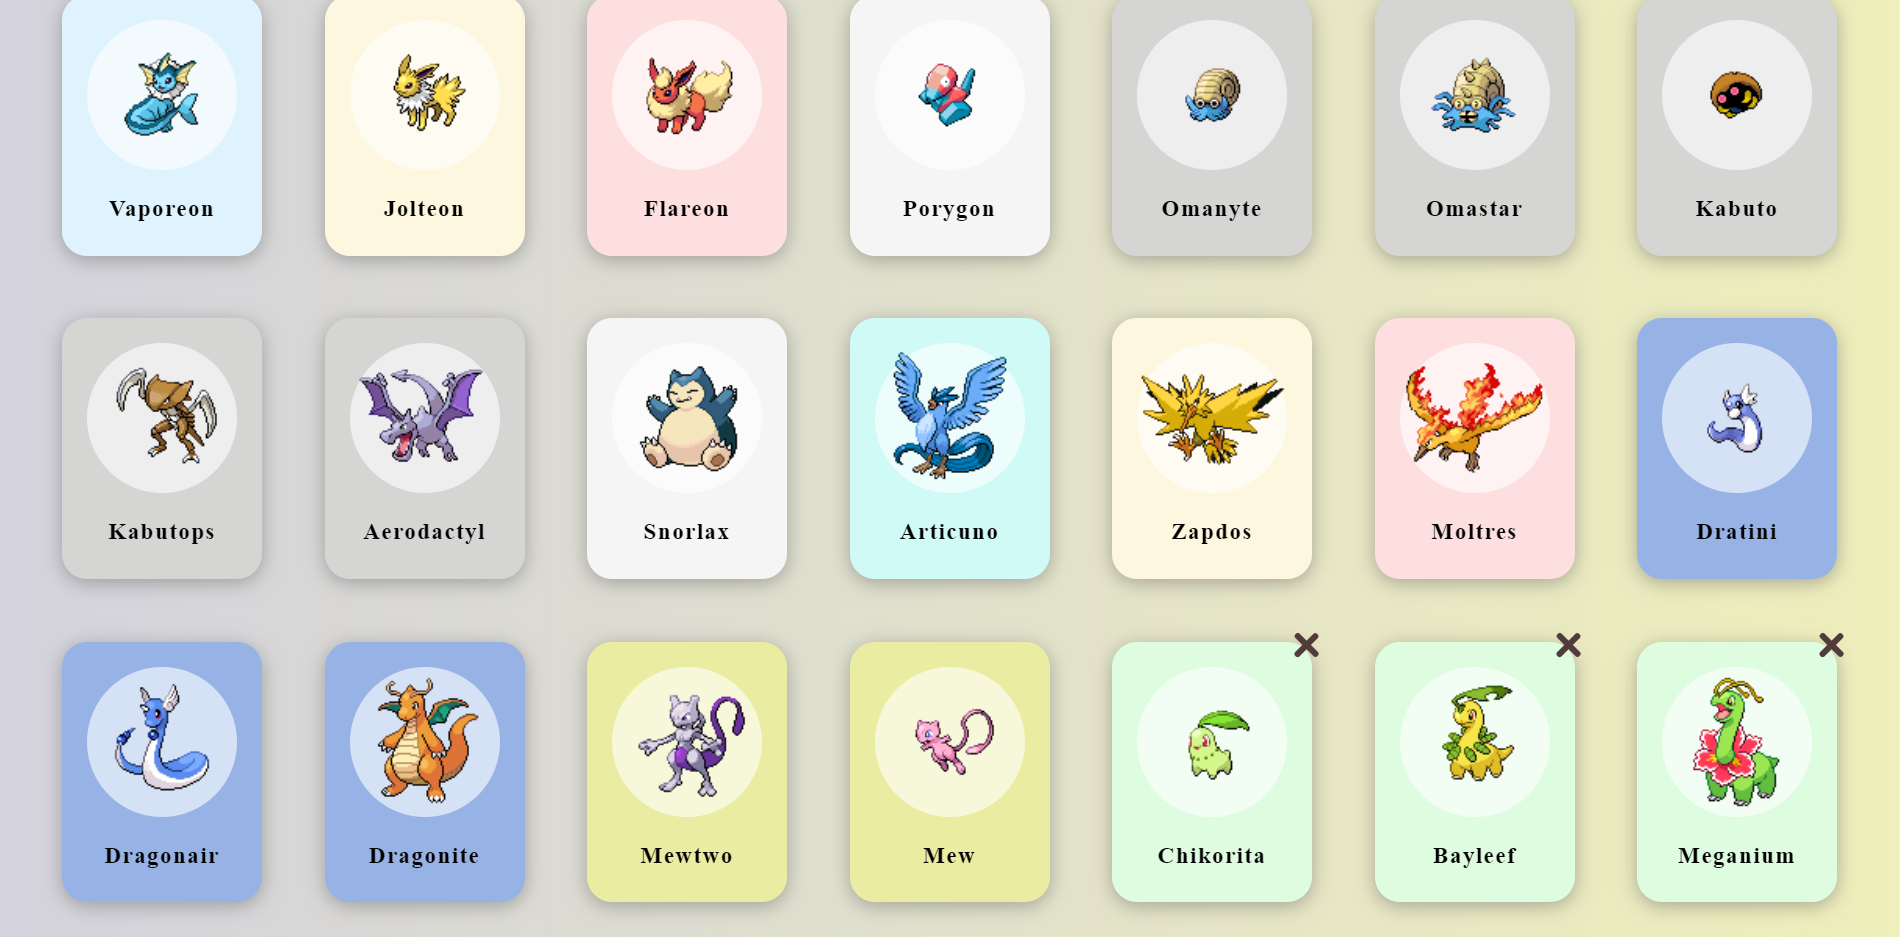 Vaporeon
Jolteon
Flareon
Porygon
Omanyte
Omastar
Kabuto
Kabutops
Aerodactyl
Snorlax
Articuno
Zapdos
Moltres
Dratini
Dragonair
Dragonite
Mewtwo
Mew
Chikorita
Bayleef
Meganium